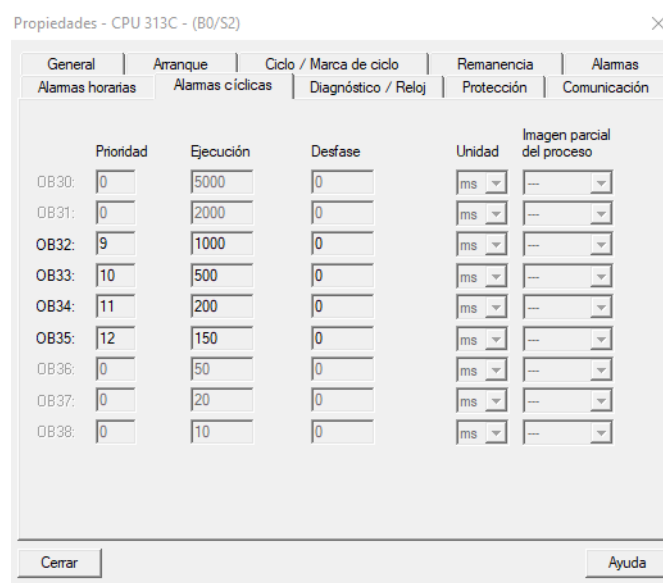 Propiedades - CPU 313C - (B0/S2)
General Arranque Ciclo / Marca de ciclo Remanencia Alarmas
Alarmas horarias Alarmas cíclicas Diagnóstico / Reloj Protección Comunicación
Imagen parcial
Prioridad Ejecución Desfase Unidad del proceso
OB30: 0 5000 0 ms ---
OB31: 0 2000 0 ms ---
OB32: 9 1000 0 ms ---
OB33: 10 500 0 ms ---
OB34: 11 200 0 ms ---
OB35: 12 150 0 ms ---
OB36: 0 50 0 ms ---
OB37: 0 20 0 ms ---
OB38: 0 10 0 ms ---
Cerrar Ayuda